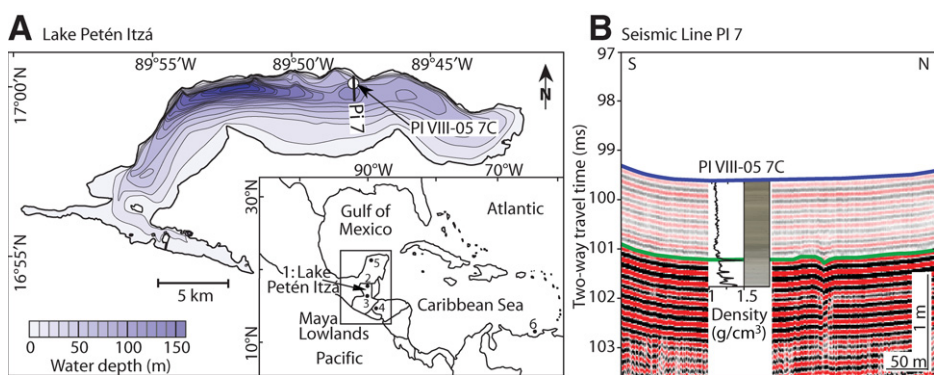 A Lake Petén Itzá
89°55'W 89°50'W 89°45'W
17°00'N
16°55'N
N
Pi 7
PI VIII-05 7C
5 km
0 50 100 150
Water depth (m)
90°W 70°W
30°N
10°N
Gulf of
Mexico
Atlantic
5
1: Lake
Petén Itzá
2
3
4
Caribbean Sea
Maya
Lowlands
Pacific
6
B Seismic Line PI 7
S N
97
98
99
100
101
102
103
Two-way travel time (ms)
PI VIII-05 7C
1 1.5
Density
(g/cm³)
1 m
50 m